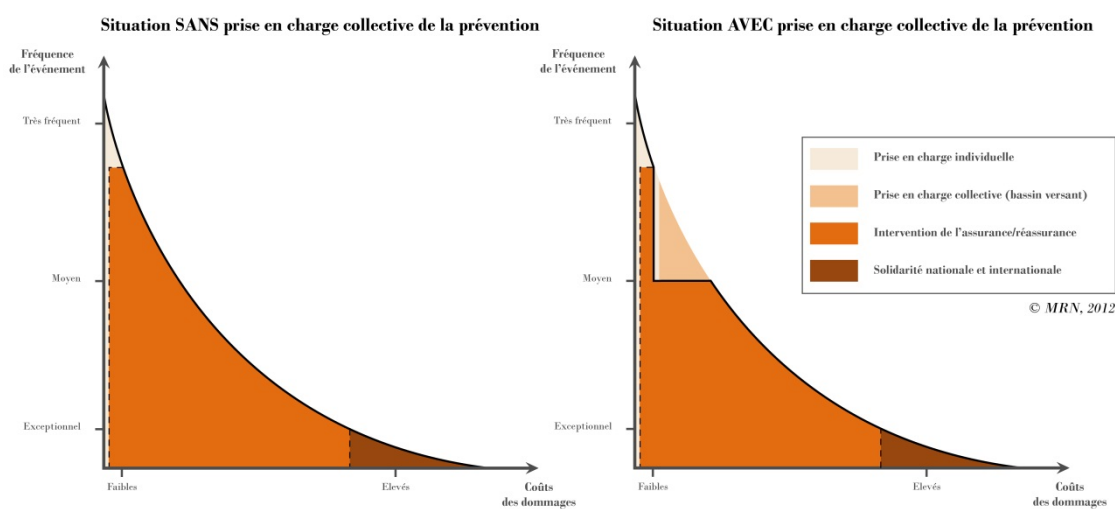 Situation SANS prise en charge collective de la prévention
Fréquence
de l'événement
Très fréquent
Moyen
Exceptionnel
Faibles
Elevés
Coûts
des dommages
Situation AVEC prise en charge collective de la prévention
Fréquence
de l'événement
Très fréquent
Moyen
Exceptionnel
Faibles
Elevés
Coûts
des dommages
Prise en charge individuelle
Prise en charge collective (bassin versant)
Intervention de l'assurance/réassurance
Solidarité nationale et internationale
© MRN, 2012